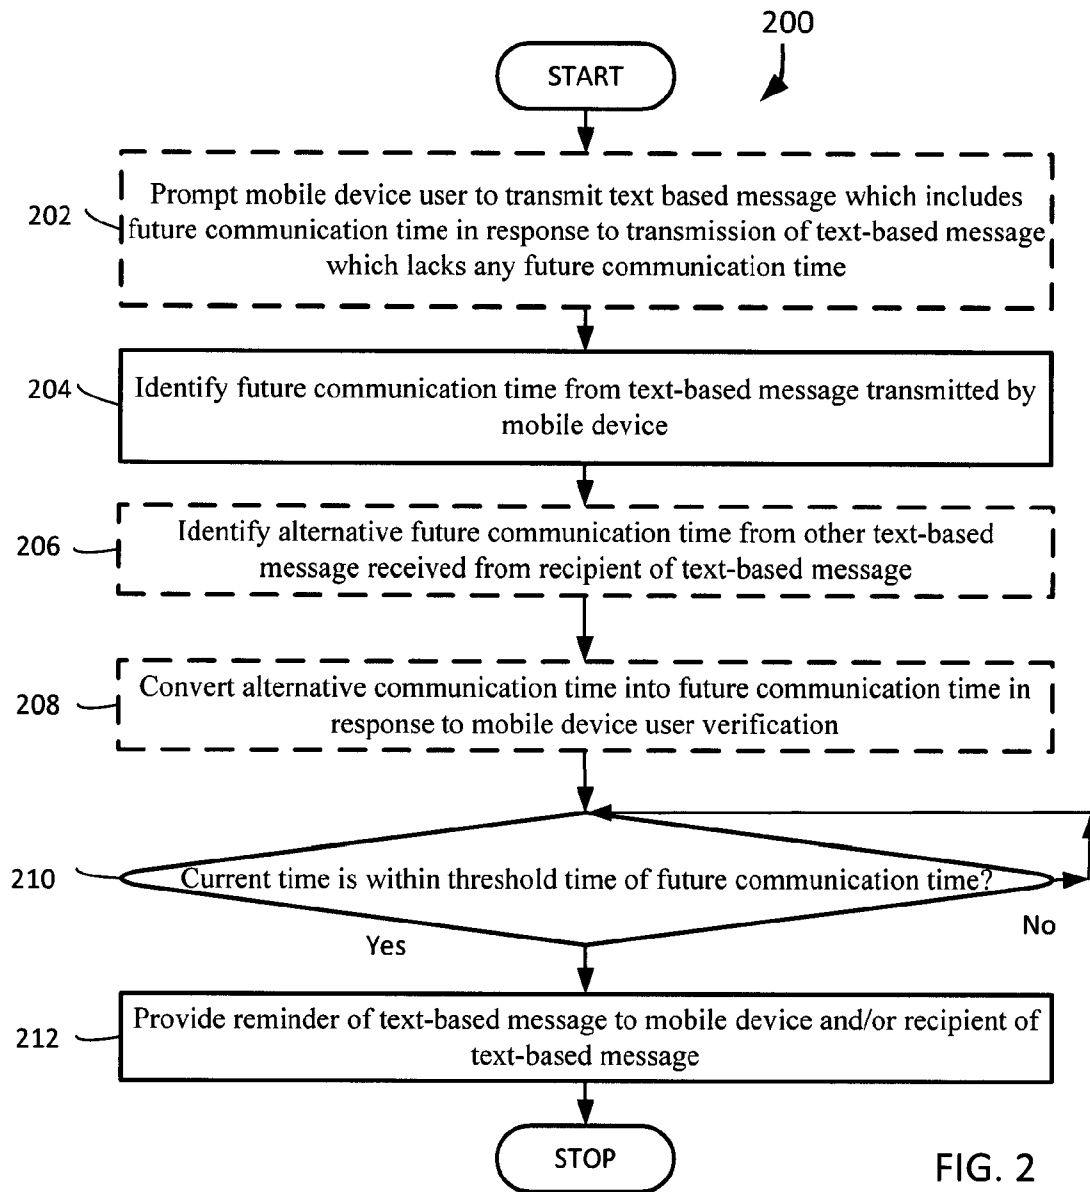 200
START
202
Prompt mobile device user to transmit text based message which includes
future communication time in response to transmission of text-based message
which lacks any future communication time
204
Identify future communication time from text-based message transmitted by
mobile device
206
Identify alternative future communication time from other text-based
message received from recipient of text-based message
208
Convert alternative communication time into future communication time in
response to mobile device user verification
210
Current time is within threshold time of future communication time?
No
Yes
212
Provide reminder of text-based message to mobile device and/or recipient of
text-based message
STOP
FIG. 2